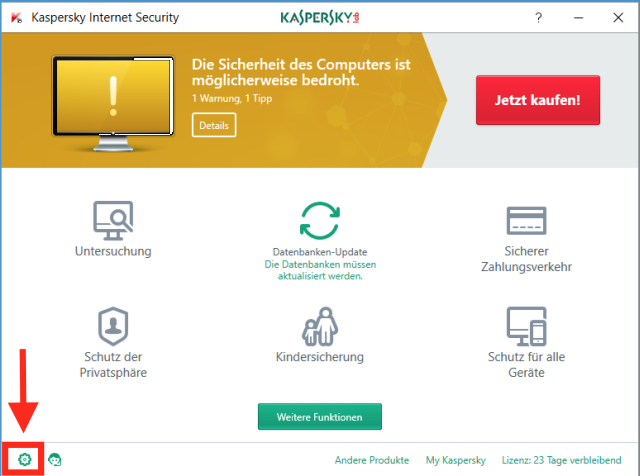 Kaspersky Internet Security
KASPERSKY lab
?
Die Sicherheit des Computers ist
möglicherweise bedroht.
1 Warnung, 1 Tipp
Details
Jetzt kaufen!
Untersuchung
Datenbanken-Update
Die Datenbanken müssen
aktualisiert werden.
Sicherer
Zahlungsverkehr
Schutz der
Privatsphäre
Kindersicherung
Schutz für alle
Geräte
Weitere Funktionen
Andere Produkte
My Kaspersky
Lizenz: 23 Tage verbleibend